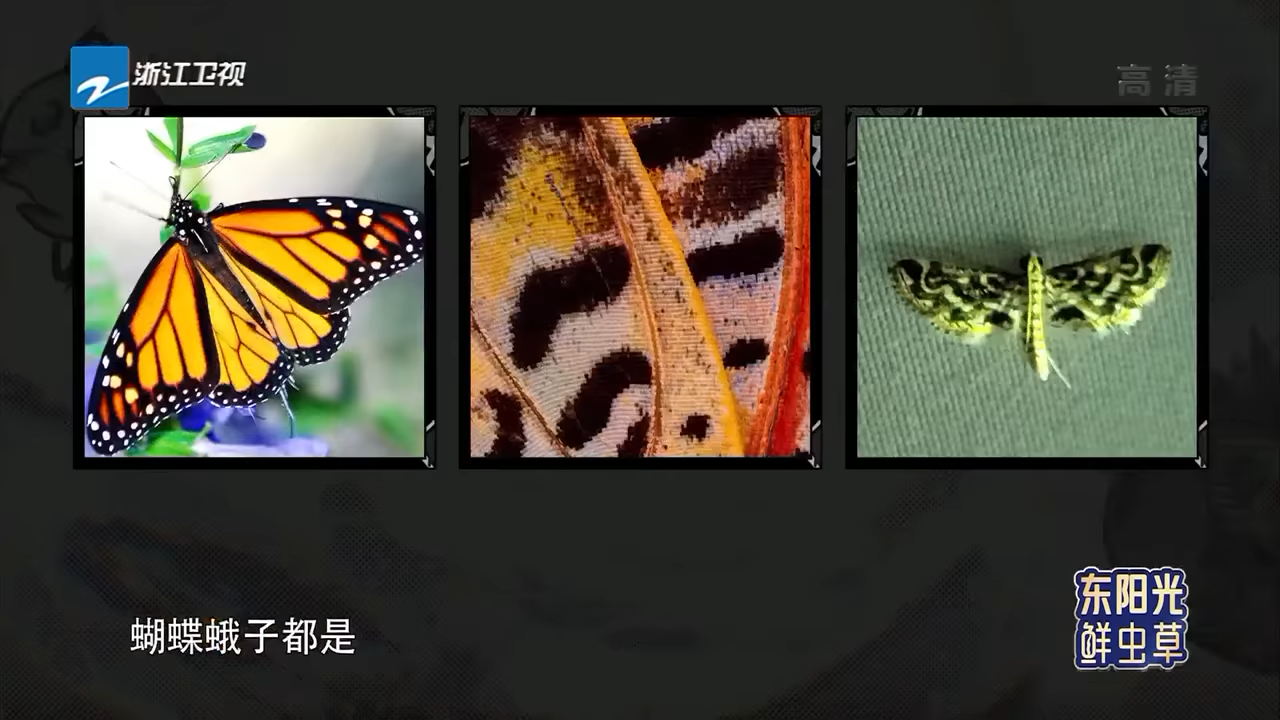 浙江卫视
高清
蝴蝶蛾子都是
东阳光
鲜虫草